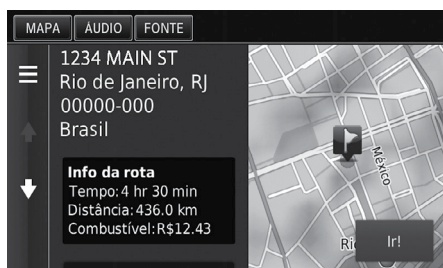 MAPA ÁUDIO FONTE
1234 MAIN ST
Rio de Janeiro, RJ
00000-000
Brasil
Info da rota
Tempo: 4 hr 30 min
Distância: 436.0 km
Combustível: R$12.43
México
Ir!